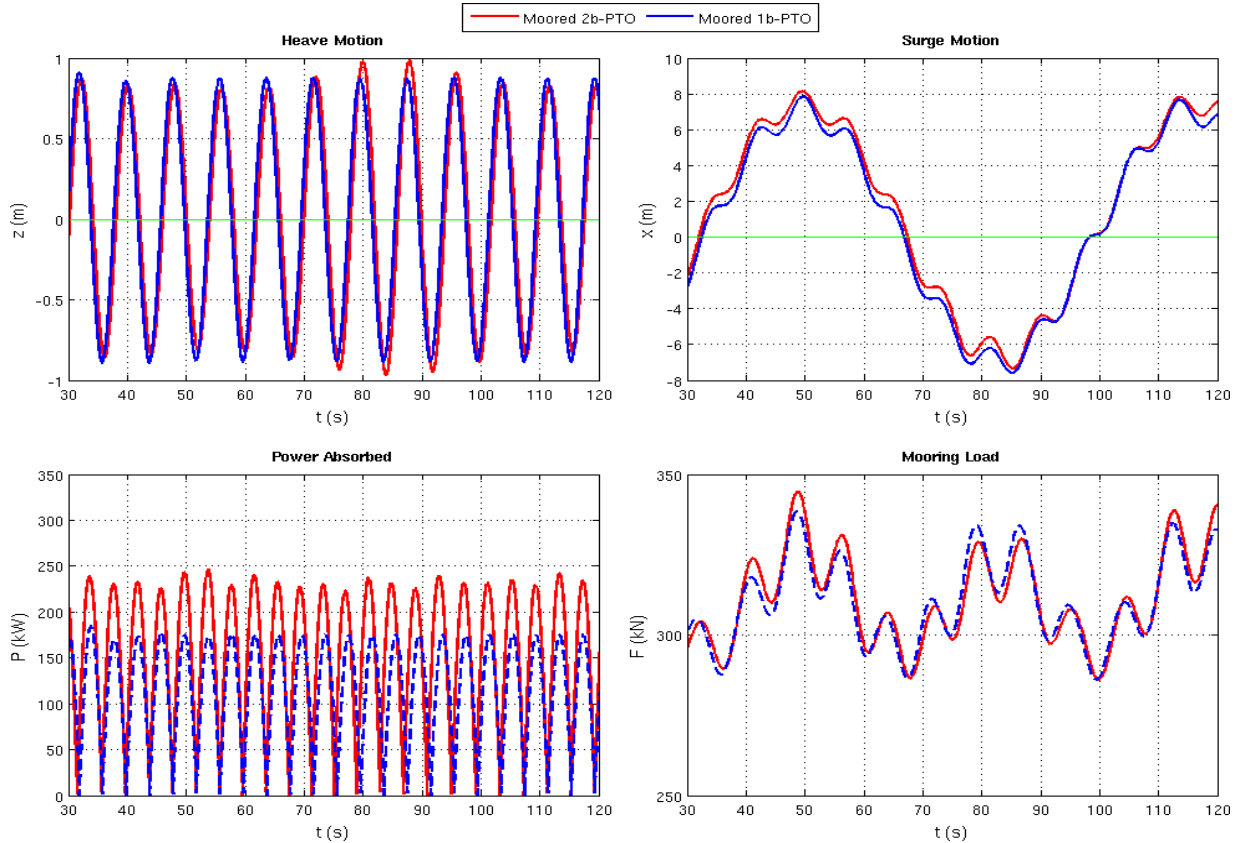 Moored 2b-PTO Moored 1b-PTO
Heave Motion
1
0.5
0
-0.5
-1
z (m)
30 40 50 60 70 80 90 100 110 120
t (s)
Surge Motion
10
8
6
4
2
0
-2
-4
-6
-8
x (m)
30 40 50 60 70 80 90 100 110 120
t (s)
Power Absorbed
350
300
250
200
150
100
50
0
P (kW)
30 40 50 60 70 80 90 100 110 120
t (s)
Mooring Load
350
300
250
F (kN)
30 40 50 60 70 80 90 100 110 120
t (s)